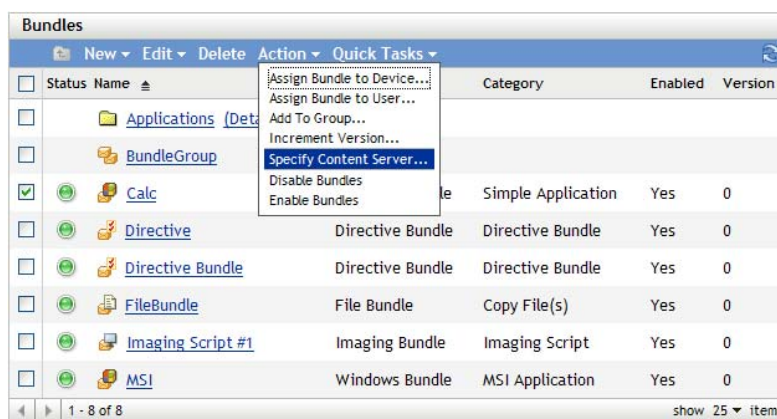 Bundles
New Edit Delete Action Quick Tasks
Status Name Category Enabled Version
Assign Bundle to Device...
Assign Bundle to User...
Add To Group...
Increment Version...
Specify Content Server...
Disable Bundles
Enable Bundles
Applications (Deta
BundleGroup
Calc le Simple Application Yes 0
Directive Directive Bundle Directive Bundle Yes 0
Directive Bundle Directive Bundle Directive Bundle Yes 0
FileBundle File Bundle Copy File(s) Yes 0
Imaging Script #1 Imaging Bundle Imaging Script Yes 0
MSI Windows Bundle MSI Application Yes 0
1 - 8 of 8 show 25 item